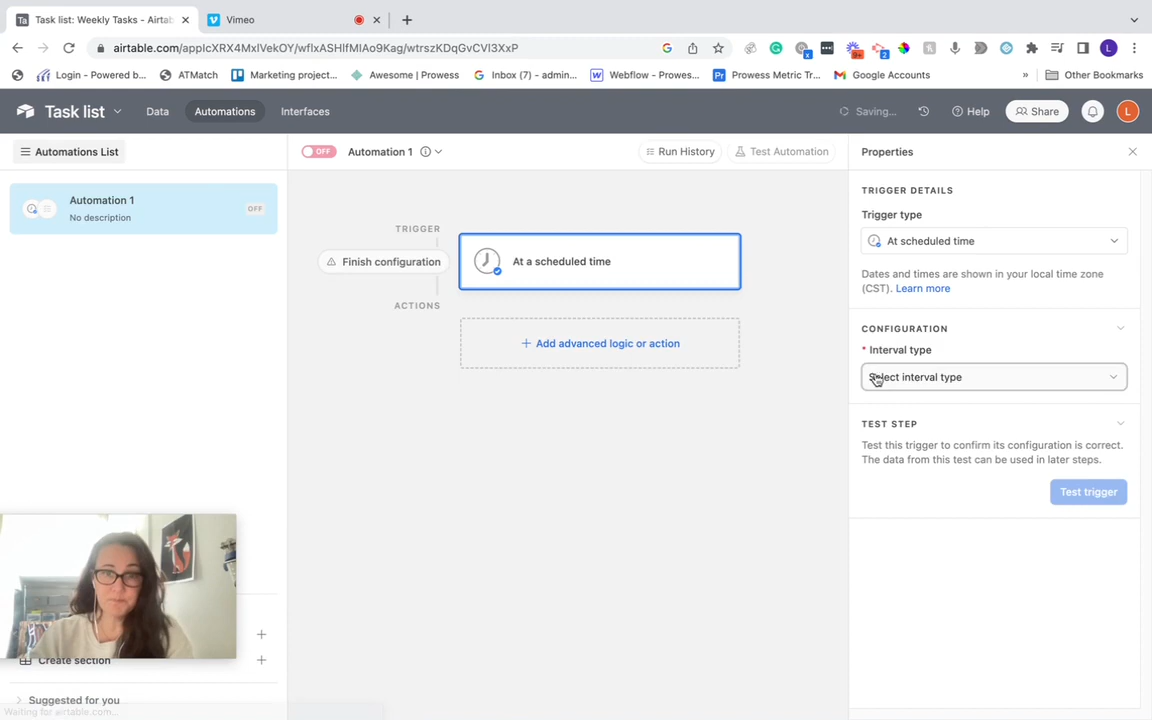 Task list: Weekly Tasks - Airtab
Vimeo
airtable.com/appIcXRX4MxlVekOY/wflxASHlfMlAo9Kag/wtrszKDqGvCVl3XxP
L
9+
2
Login - Powered b...
ATMatch
Marketing project...
Awesome | Prowess
Inbox (7) - admin...
Webflow - Prowes...
Prowess Metric Tr...
Google Accounts
»
Other Bookmarks
Task list
Data
Automations
Interfaces
Saving...
Help
Share
L
Automations List
OFF
Automation 1
Run History
Test Automation
Properties
Automation 1
No description
OFF
TRIGGER
Finish configuration
At a scheduled time
ACTIONS
+ Add advanced logic or action
TRIGGER DETAILS
Trigger type
At scheduled time
Dates and times are shown in your local time zone
(CST). Learn more
CONFIGURATION
* Interval type
Select interval type
TEST STEP
Test this trigger to confirm its configuration is correct.
The data from this test can be used in later steps.
Test trigger
Create section
Suggested for you
Waiting for airtable.com...